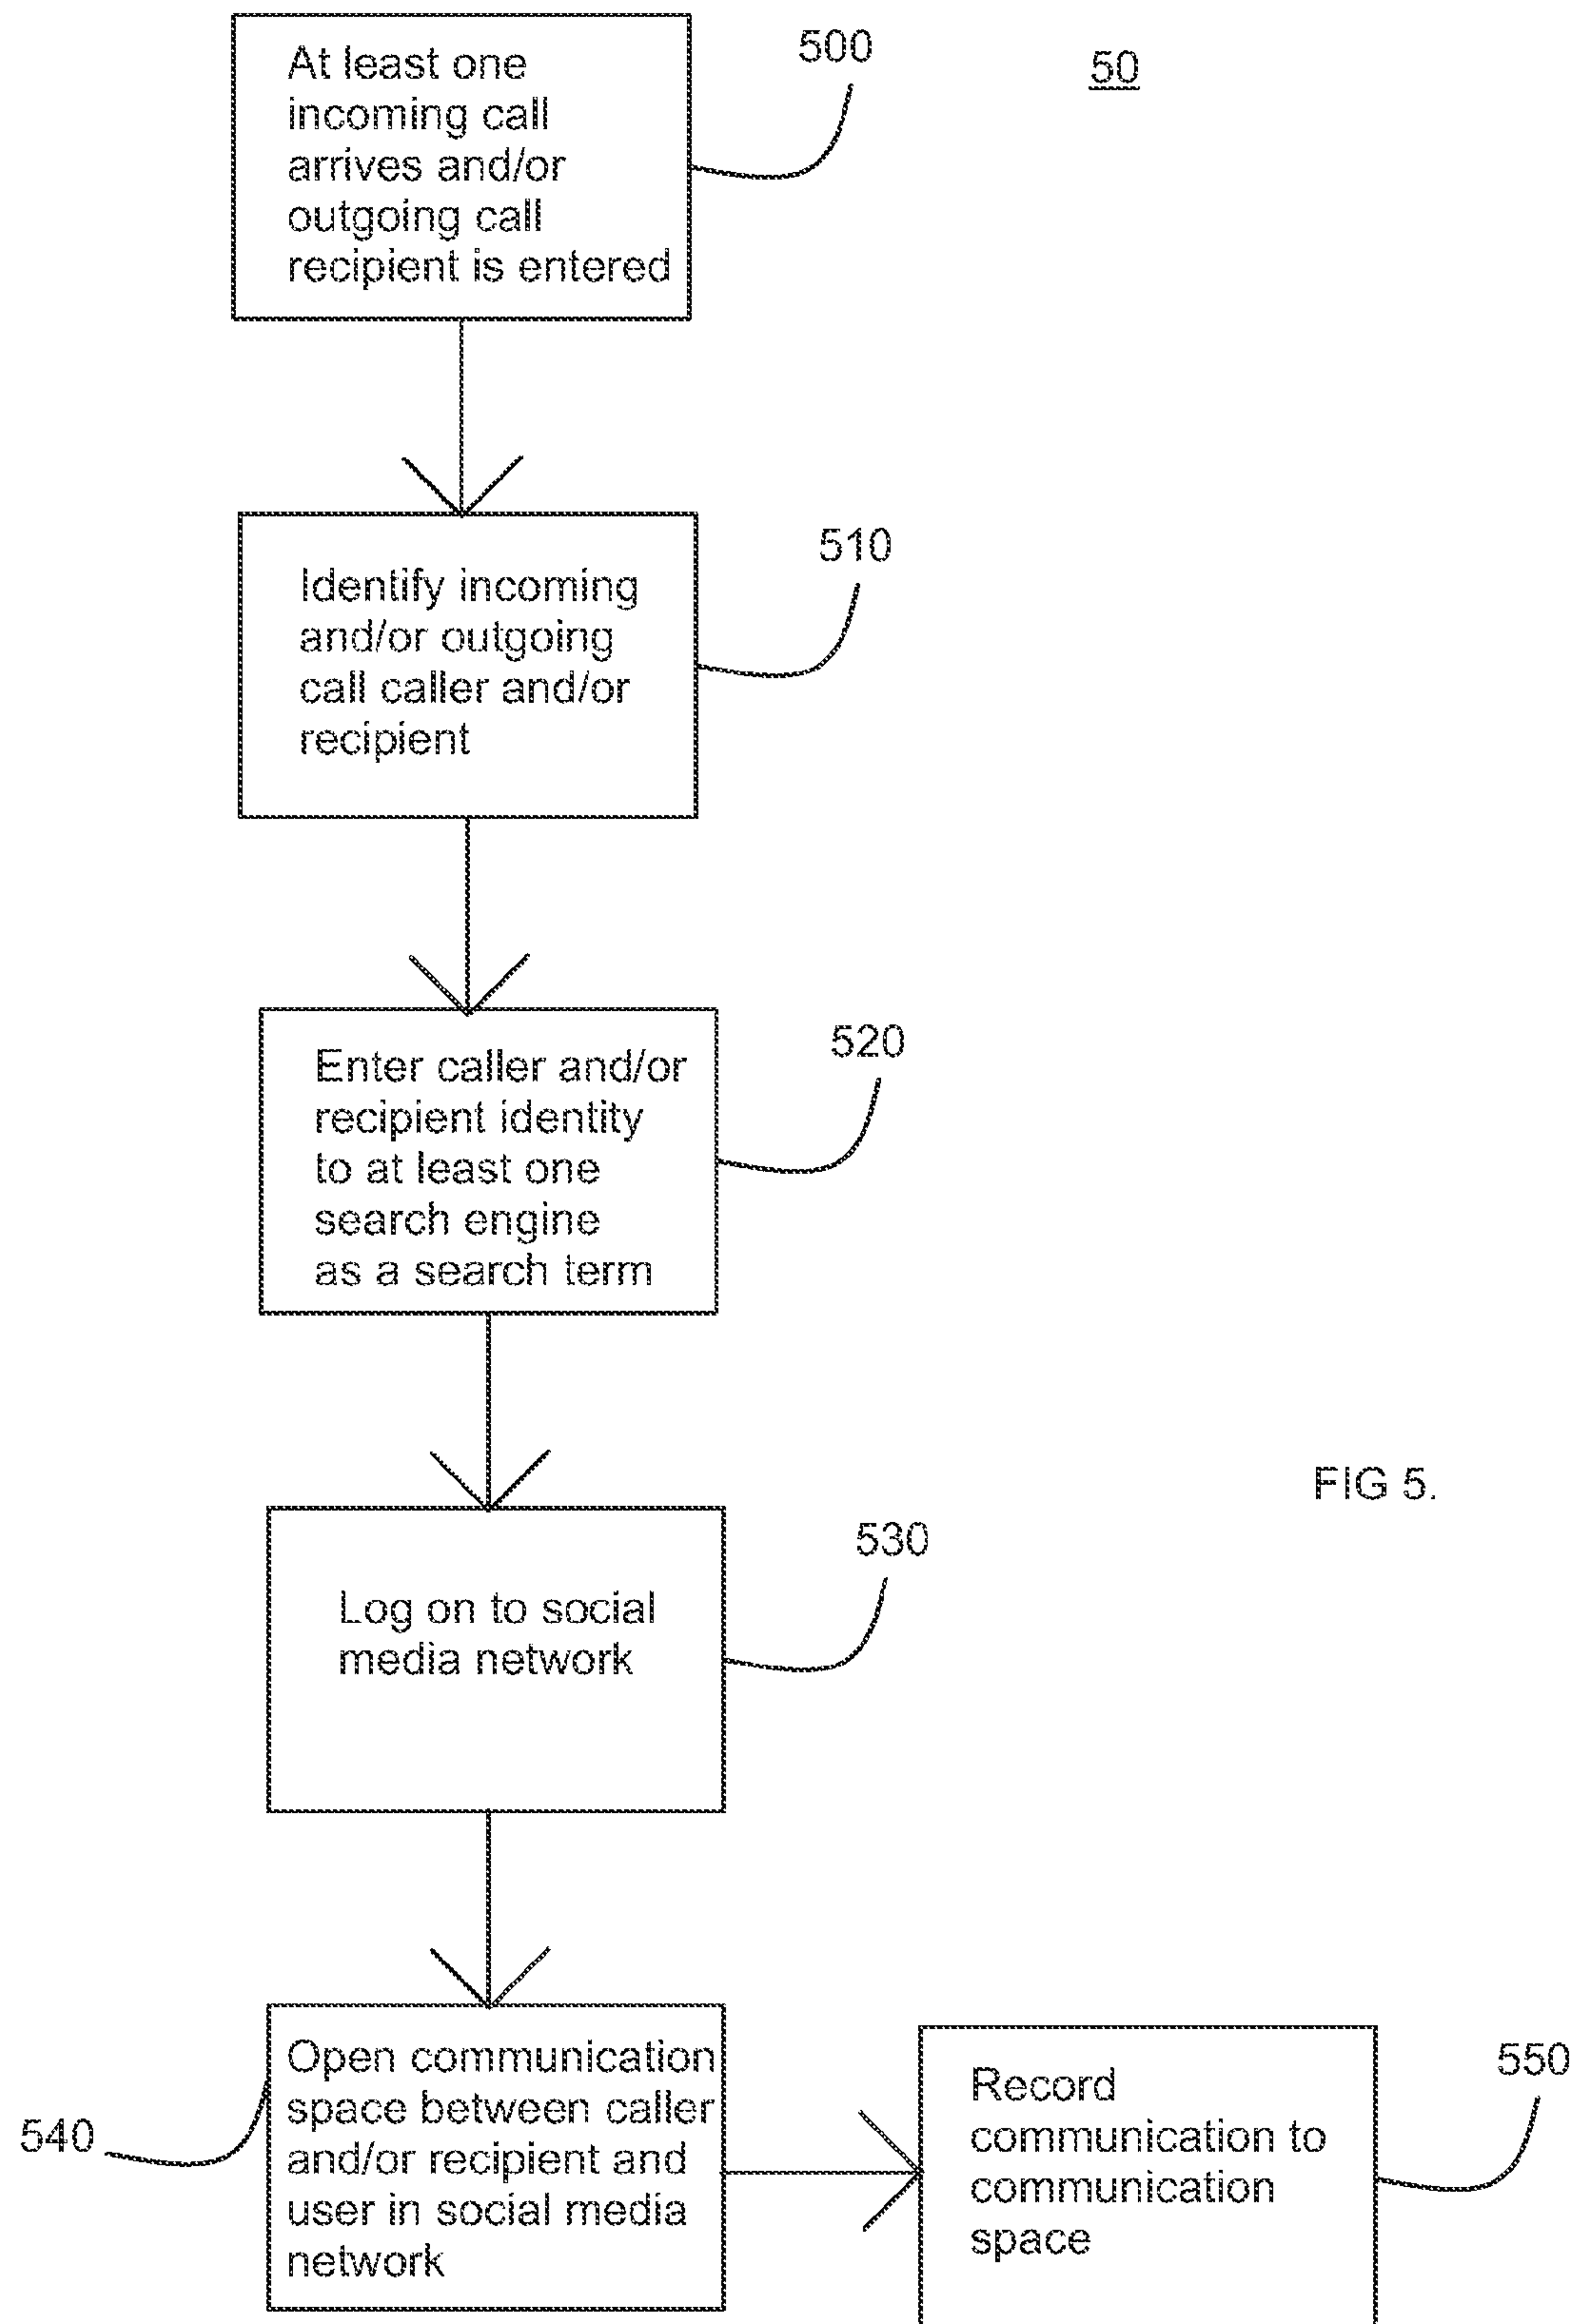 At least one
incoming call
arrives and/or
outgoing call
recipient is entered
500
50
Identify incoming
and/or outgoing
call caller and/or
recipient
510
Enter caller and/or
recipient identity
to at least one
search engine
as a search term
520
FIG 5.
Log on to social
media network
530
Open communication
space between caller
and/or recipient and
user in social media
network
540
Record
communication to
communication
space
550